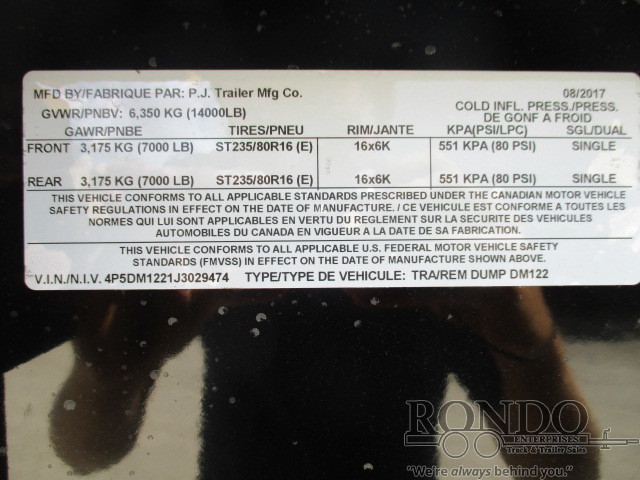 MFD BY/FABRIQUE PAR: P.J. Trailer Mfg Co. 08/2017
GVWR/PNBV: 6,350 KG (14000LB) COLD INFL. PRESS./PRESS. DE GONF A FROID
GAWR/PNBE TIRES/PNEU RIM/JANTE KPA(PSI/LPC) SGL/DUAL
FRONT 3,175 KG (7000 LB) ST235/80R16 (E) 16x6K 551 KPA (80 PSI) SINGLE
REAR 3,175 KG (7000 LB) ST235/80R16 (E) 16x6K 551 KPA (80 PSI) SINGLE
THIS VEHICLE CONFORMS TO ALL APPLICABLE STANDARDS PRESCRIBED UNDER THE CANADIAN MOTOR VEHICLE
SAFETY REGULATIONS IN EFFECT ON THE DATE OF MANUFACTURE. / CE VEHICULE EST CONFORME A TOUTES LES
NORMES QUI LUI SONT APPLICABLES EN VERTU DU REGLEMENT SUR LA SECURITE DES VEHICULES
AUTOMOBILES DU CANADA EN VIGUEUR A LA DATE DE SA FABRICATION.
THIS VEHICLE CONFORMS TO ALL APPLICABLE U.S. FEDERAL MOTOR VEHICLE SAFETY
STANDARDS (FMVSS) IN EFFECT ON THE DATE OF MANUFACTURE SHOWN ABOVE.
V.I.N./N.I.V. 4P5DM1221J3029474 TYPE/TYPE DE VEHICULE: TRA/REM DUMP DM122
RONDO
ENTERPRISES
Truck & Trailer Sales
"We're always behind you."